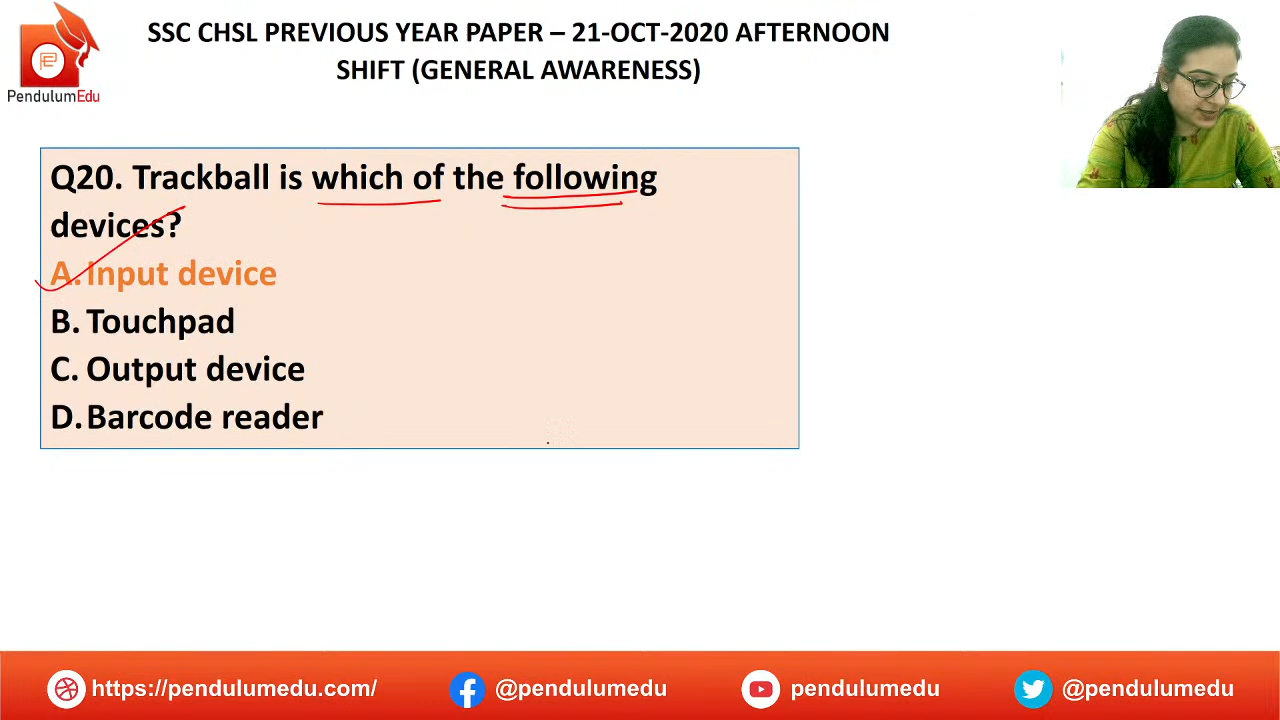 SSC CHSL PREVIOUS YEAR PAPER – 21-OCT-2020 AFTERNOON
SHIFT (GENERAL AWARENESS)
PendulumEdu
Q20. Trackball is which of the following
devices?
A. Input device
B. Touchpad
C. Output device
D. Barcode reader
https://pendulumedu.com/
@pendulumedu
pendulumedu
@pendulumedu